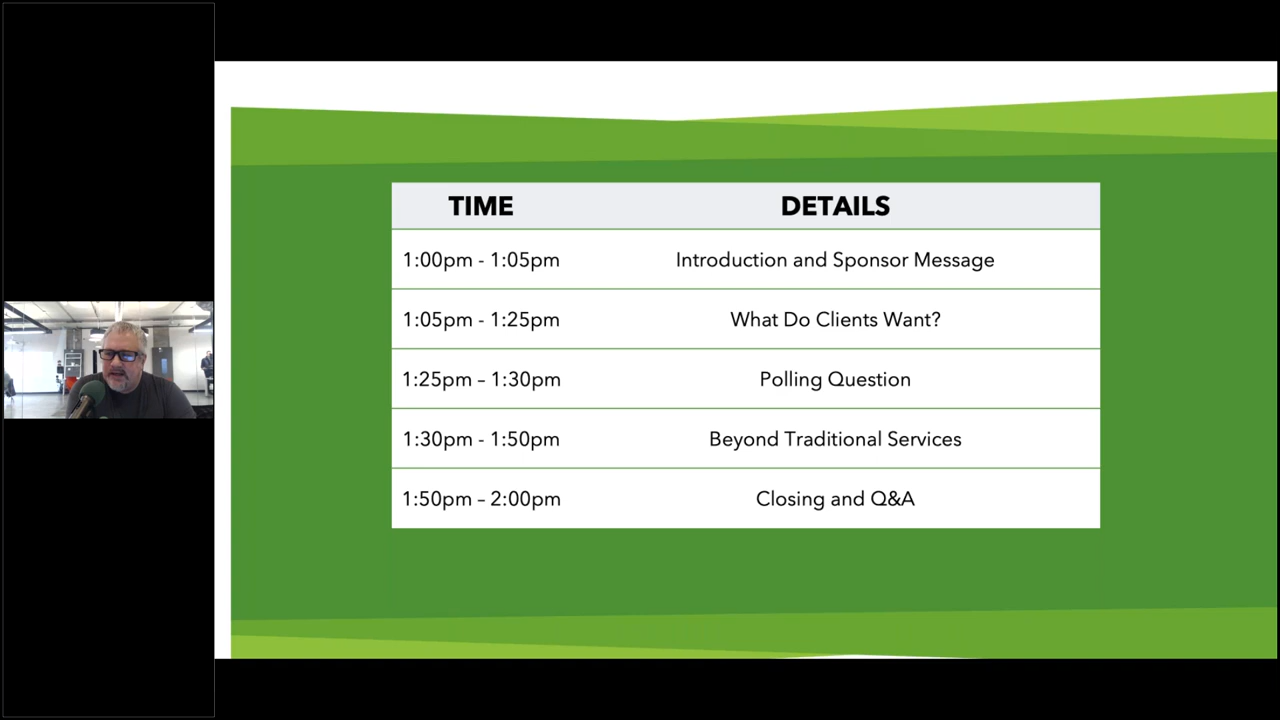 TIME DETAILS
1:00pm - 1:05pm Introduction and Sponsor Message
1:05pm - 1:25pm What Do Clients Want?
1:25pm – 1:30pm Polling Question
1:30pm - 1:50pm Beyond Traditional Services
1:50pm – 2:00pm Closing and Q&A